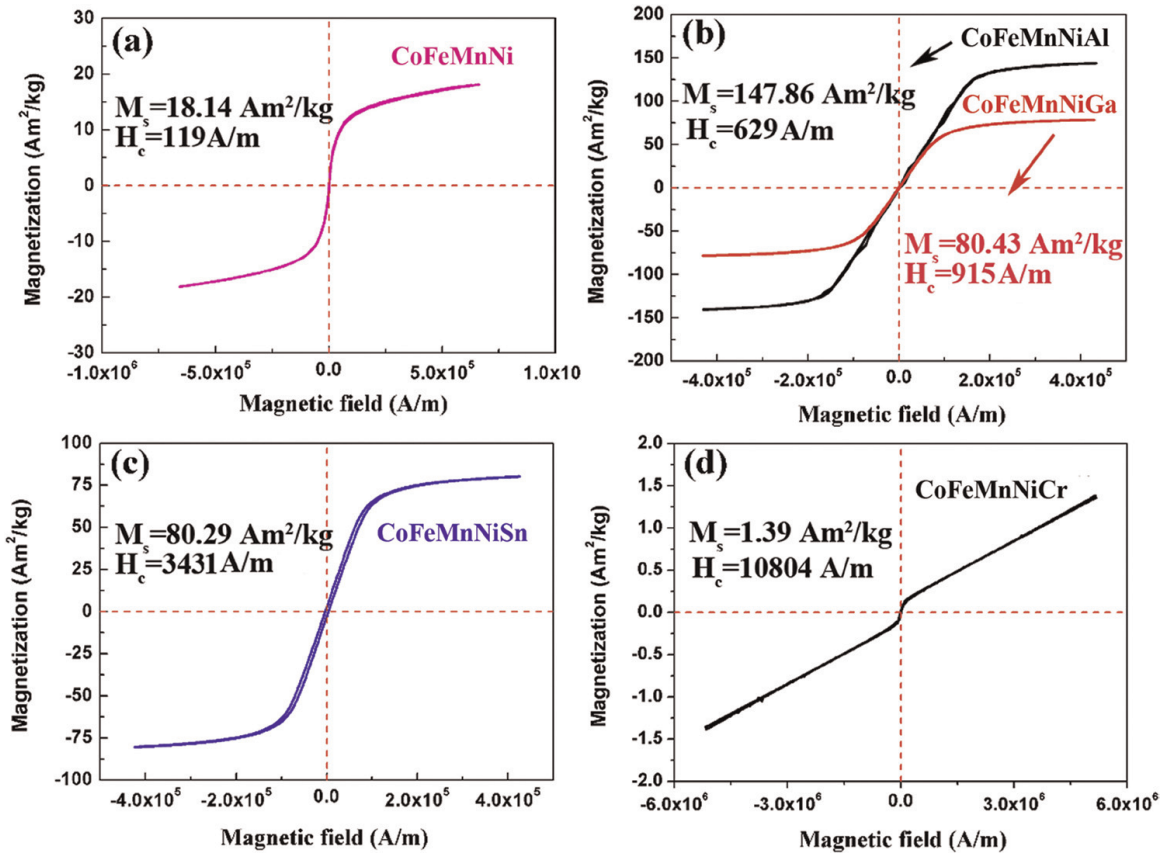 (a)
CoFeMnNi
Ms=18.14 Am²/kg
Hc=119A/m
30
20
10
0
-10
-20
-30
-1.0x10⁶
-5.0x10⁵
0.0
5.0x10⁵
1.0x10
Magnetization (Am²/kg)
Magnetic field (A/m)
(b)
CoFeMnNiAl
Ms=147.86 Am²/kg
Hc=629A/m
CoFeMnNiGa
Ms=80.43 Am²/kg
Hc=915A/m
200
150
100
50
0
-50
-100
-150
-200
-4.0x10⁵
-2.0x10⁵
0.0
2.0x10⁵
4.0x10⁵
Magnetization (Am²/kg)
Magnetic field (A/m)
(c)
CoFeMnNiSn
Ms=80.29 Am²/kg
Hc=3431A/m
100
75
50
25
0
-25
-50
-75
-100
-4.0x10⁵
-2.0x10⁵
0.0
2.0x10⁵
4.0x10⁵
Magnetization (Am²/kg)
Magnetic field (A/m)
(d)
CoFeMnNiCr
Ms=1.39 Am²/kg
Hc=10804 A/m
2.0
1.5
1.0
0.5
0.0
-0.5
-1.0
-1.5
-2.0
-6.0x10⁶
-3.0x10⁶
0.0
3.0x10⁶
6.0x10⁶
Magnetization (Am²/kg)
Magnetic field (A/m)